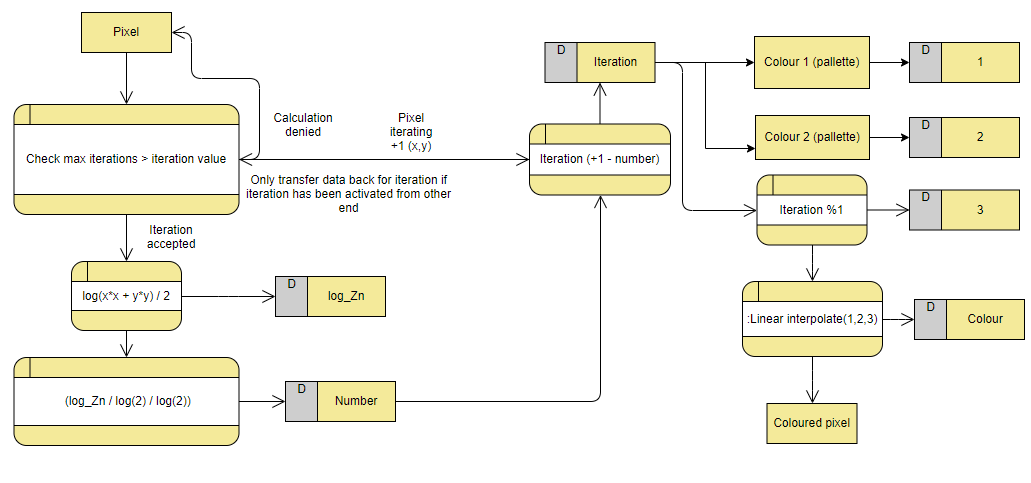 Pixel
D
Iteration
Colour 1 (pallette)
D
1
Calculation
denied
Pixel
iterating
+1 (x,y)
Colour 2 (pallette)
D
2
Check max iterations > iteration value
Iteration (+1 - number)
Only transfer data back for iteration if
iteration has been activated from other
end
Iteration %1
D
3
Iteration
accepted
log(x*x + y*y) / 2
D
log_Zn
:Linear interpolate(1,2,3)
D
Colour
(log_Zn / log(2) / log(2))
D
Number
Coloured pixel